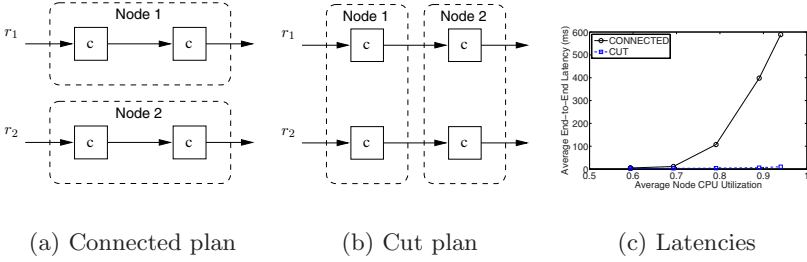 Node 1
r1
c
c
Node 2
r2
c
c
(a) Connected plan
Node 1
Node 2
r1
c
c
r2
c
c
(b) Cut plan
Average End-to-End Latency (ms)
600
500
400
300
200
100
0
CONNECTED
CUT
0.5
0.6
0.7
0.8
0.9
1
Average Node CPU Utilization
(c) Latencies